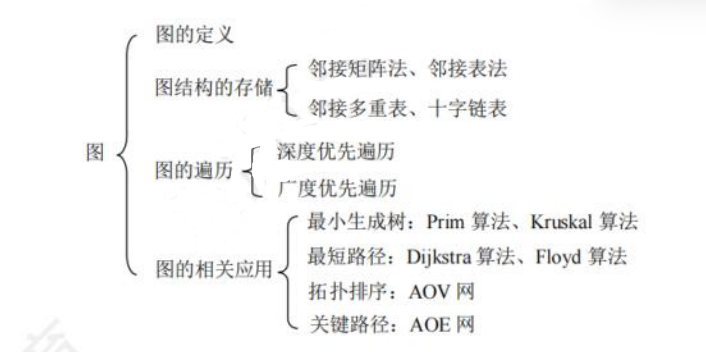 图
图的定义
图结构的存储
邻接矩阵法、邻接表法
邻接多重表、十字链表
图的遍历
深度优先遍历
广度优先遍历
图的相关应用
最小生成树：Prim 算法、Kruskal 算法
最短路径：Dijkstra 算法、Floyd 算法
拓扑排序：AOV 网
关键路径：AOE 网